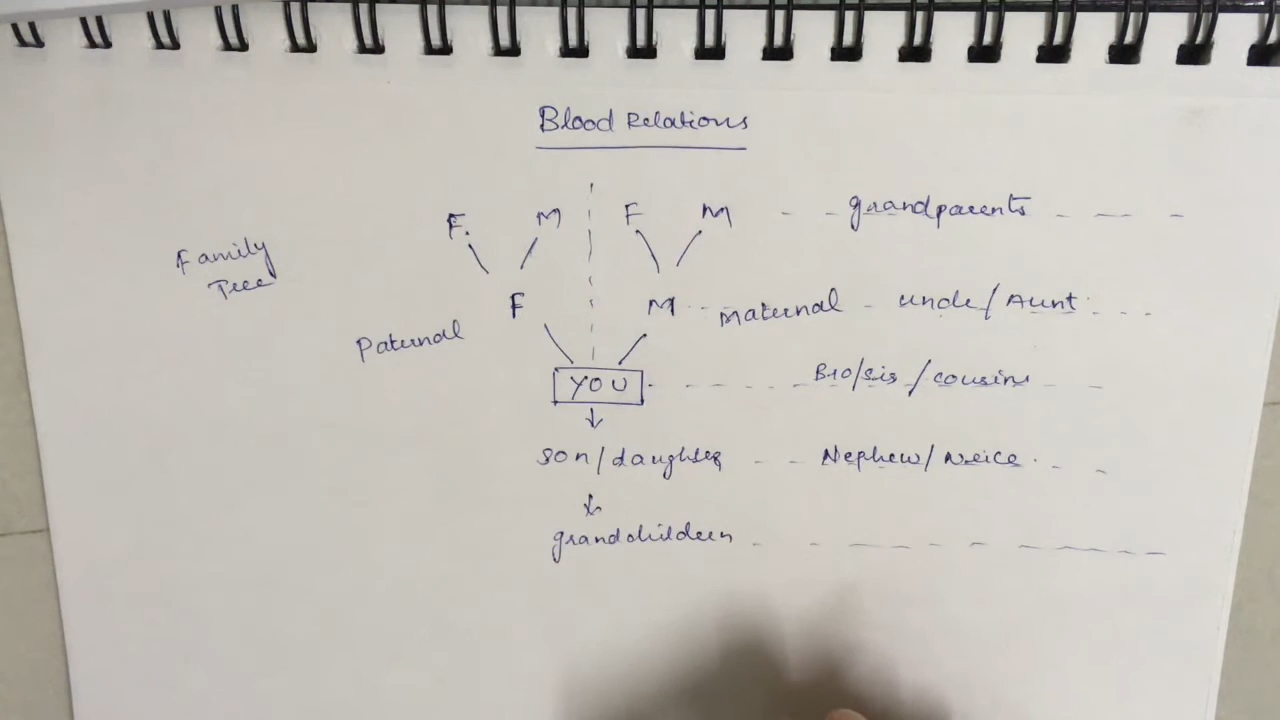 Blood Relations
F. M F M - - grandparents - - -
Family
Tree
F M - - Maternal - uncle/Aunt - - -
Paternal
YOU - - - - Bro/sis/cousins - -
son/daughter - - Nephew/Neice - -
grandchildren - - - - - - - - -